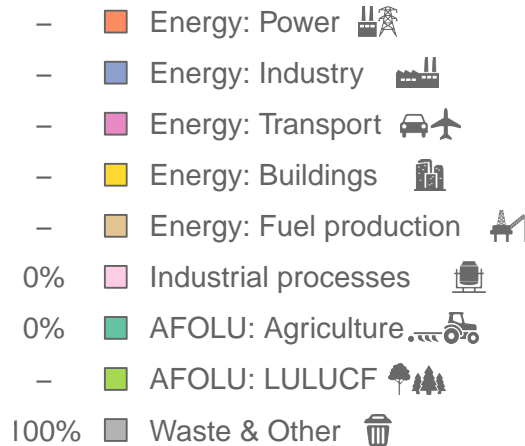 – Energy: Power
– Energy: Industry
– Energy: Transport
– Energy: Buildings
– Energy: Fuel production
0% Industrial processes
0% AFOLU: Agriculture
– AFOLU: LULUCF
100% Waste & Other